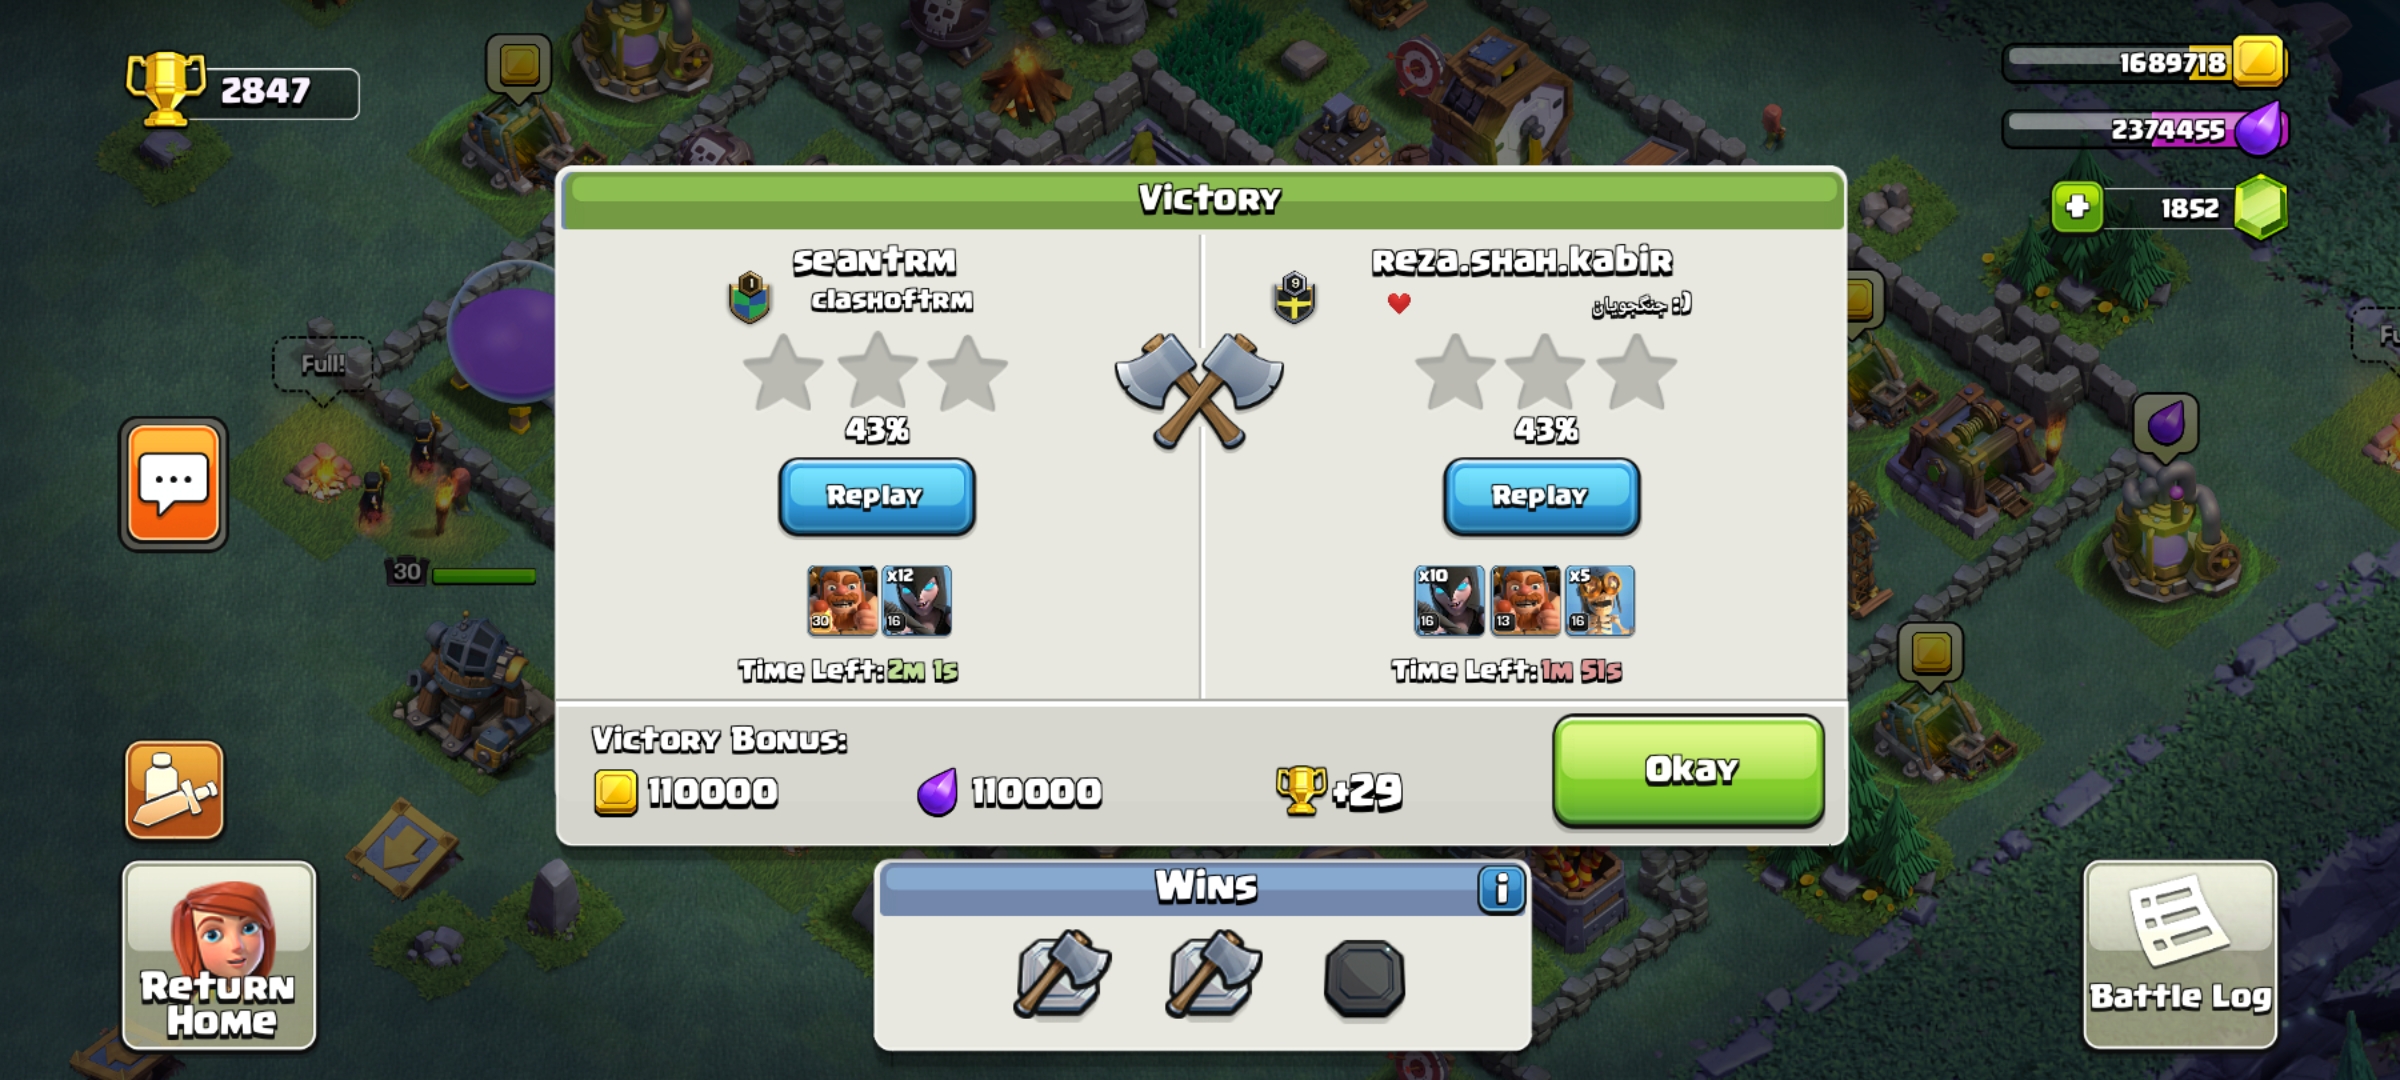 2847
1689718
2374455
1852
Full!
30
Victory
seantrm
clashoftrm
1
43%
Replay
30
x12
16
Time Left: 2m 1s
reza.shah.kabir
جنگجویان :)
9
43%
Replay
x10
16
13
x5
16
Time Left: 1m 51s
Victory Bonus:
110000
110000
+29
Okay
Wins
i
Return
Home
Battle Log